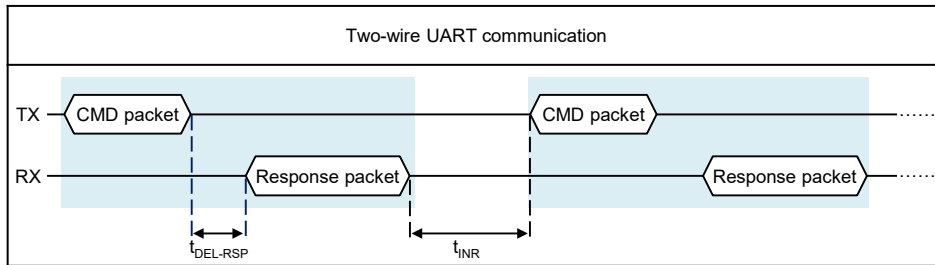 Two-wire UART communication
TX CMD packet CMD packet
RX Response packet Response packet
tDEL-RSP tINR